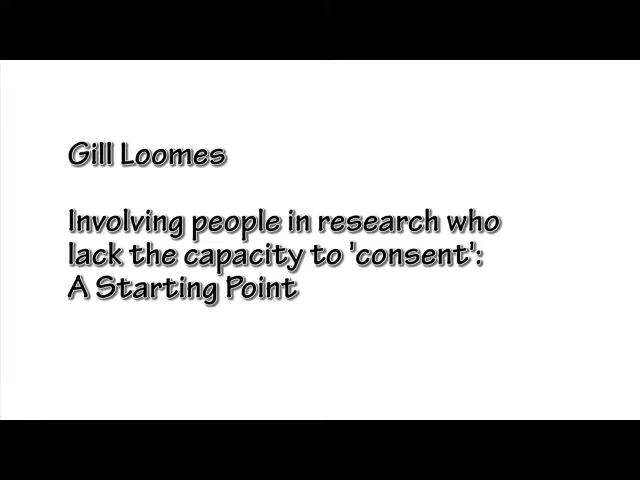 Gill Loomes
Involving people in research who
lack the capacity to 'consent':
A Starting Point